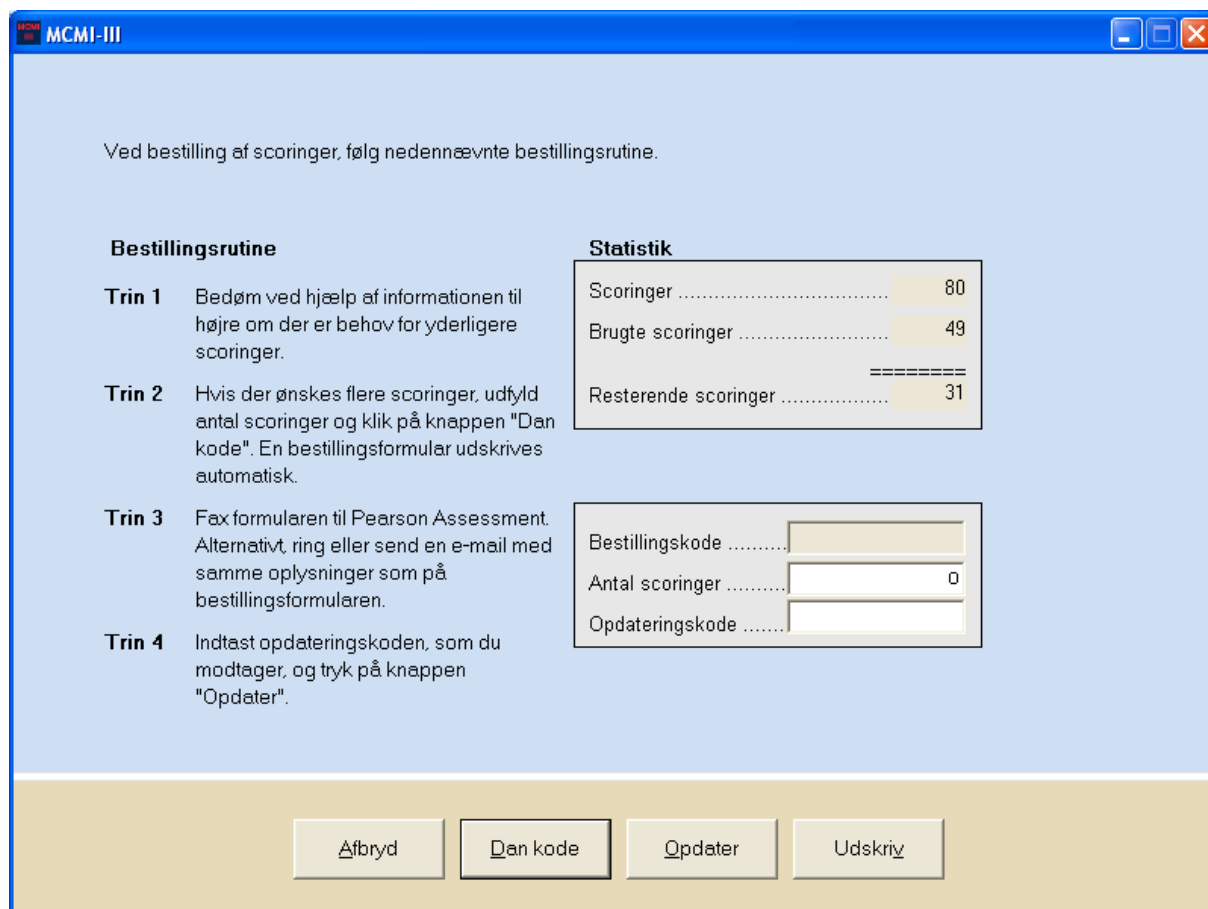 MCMI-III
Ved bestilling af scoringer, følg nedennævnte bestillingsrutine.
Bestillingsrutine
Trin 1 Bedøm ved hjælp af informationen til
højre om der er behov for yderligere
scoringer.
Trin 2 Hvis der ønskes flere scoringer, udfyld
antal scoringer og klik på knappen "Dan
kode". En bestillingsformular udskrives
automatisk.
Trin 3 Fax formularen til Pearson Assessment.
Alternativt, ring eller send en e-mail med
samme oplysninger som på
bestillingsformularen.
Trin 4 Indtast opdateringskoden, som du
modtager, og tryk på knappen
"Opdater".
Statistik
Scoringer ................................... 80
Brugte scoringer ......................... 49
========
Resterende scoringer .................. 31
Bestillingskode ..........
Antal scoringer .......... 0
Opdateringskode .......
Afbryd
Dan kode
Opdater
Udskriv